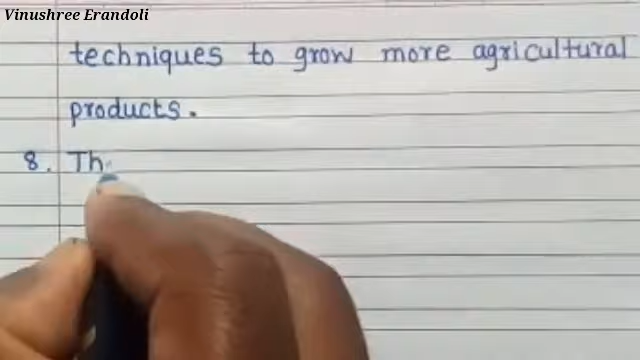 Vinushree Erandoli
techniques to grow more agricultural
products.
8. Th